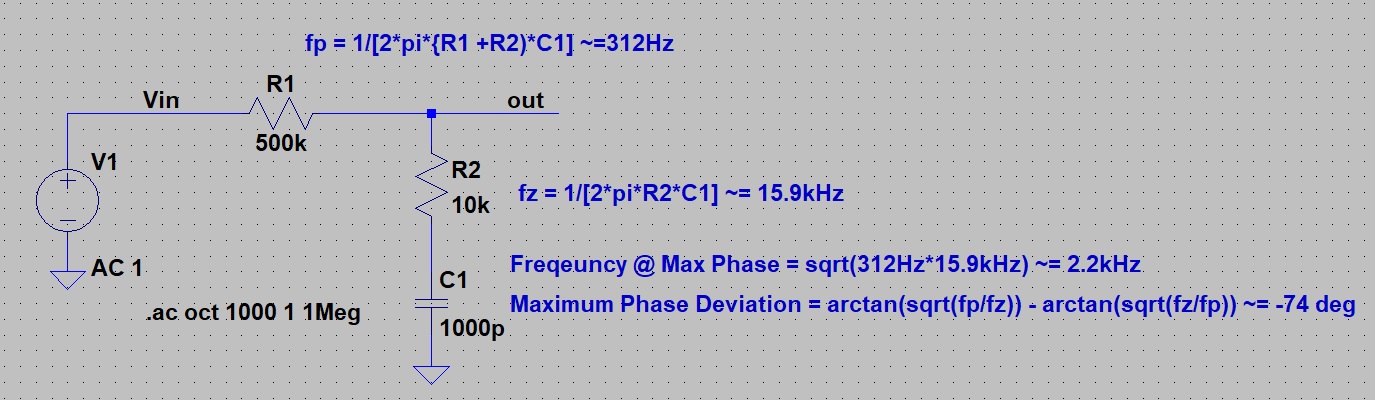 fp = 1/[2*pi*{R1 +R2)*C1] ~=312Hz
R1
Vin
out
500k
V1
R2
10k
fz = 1/[2*pi*R2*C1] ~= 15.9kHz
AC 1
Freqeuncy @ Max Phase = sqrt(312Hz*15.9kHz) ~= 2.2kHz
C1
Maximum Phase Deviation = arctan(sqrt(fp/fz)) - arctan(sqrt(fz/fp)) ~= -74 deg
.ac oct 1000 1 1Meg
1000p